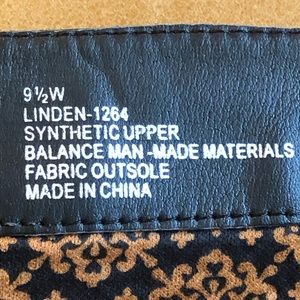 9½W
LINDEN-1264
SYNTHETIC UPPER
BALANCE MAN-MADE MATERIALS
FABRIC OUTSOLE
MADE IN CHINA